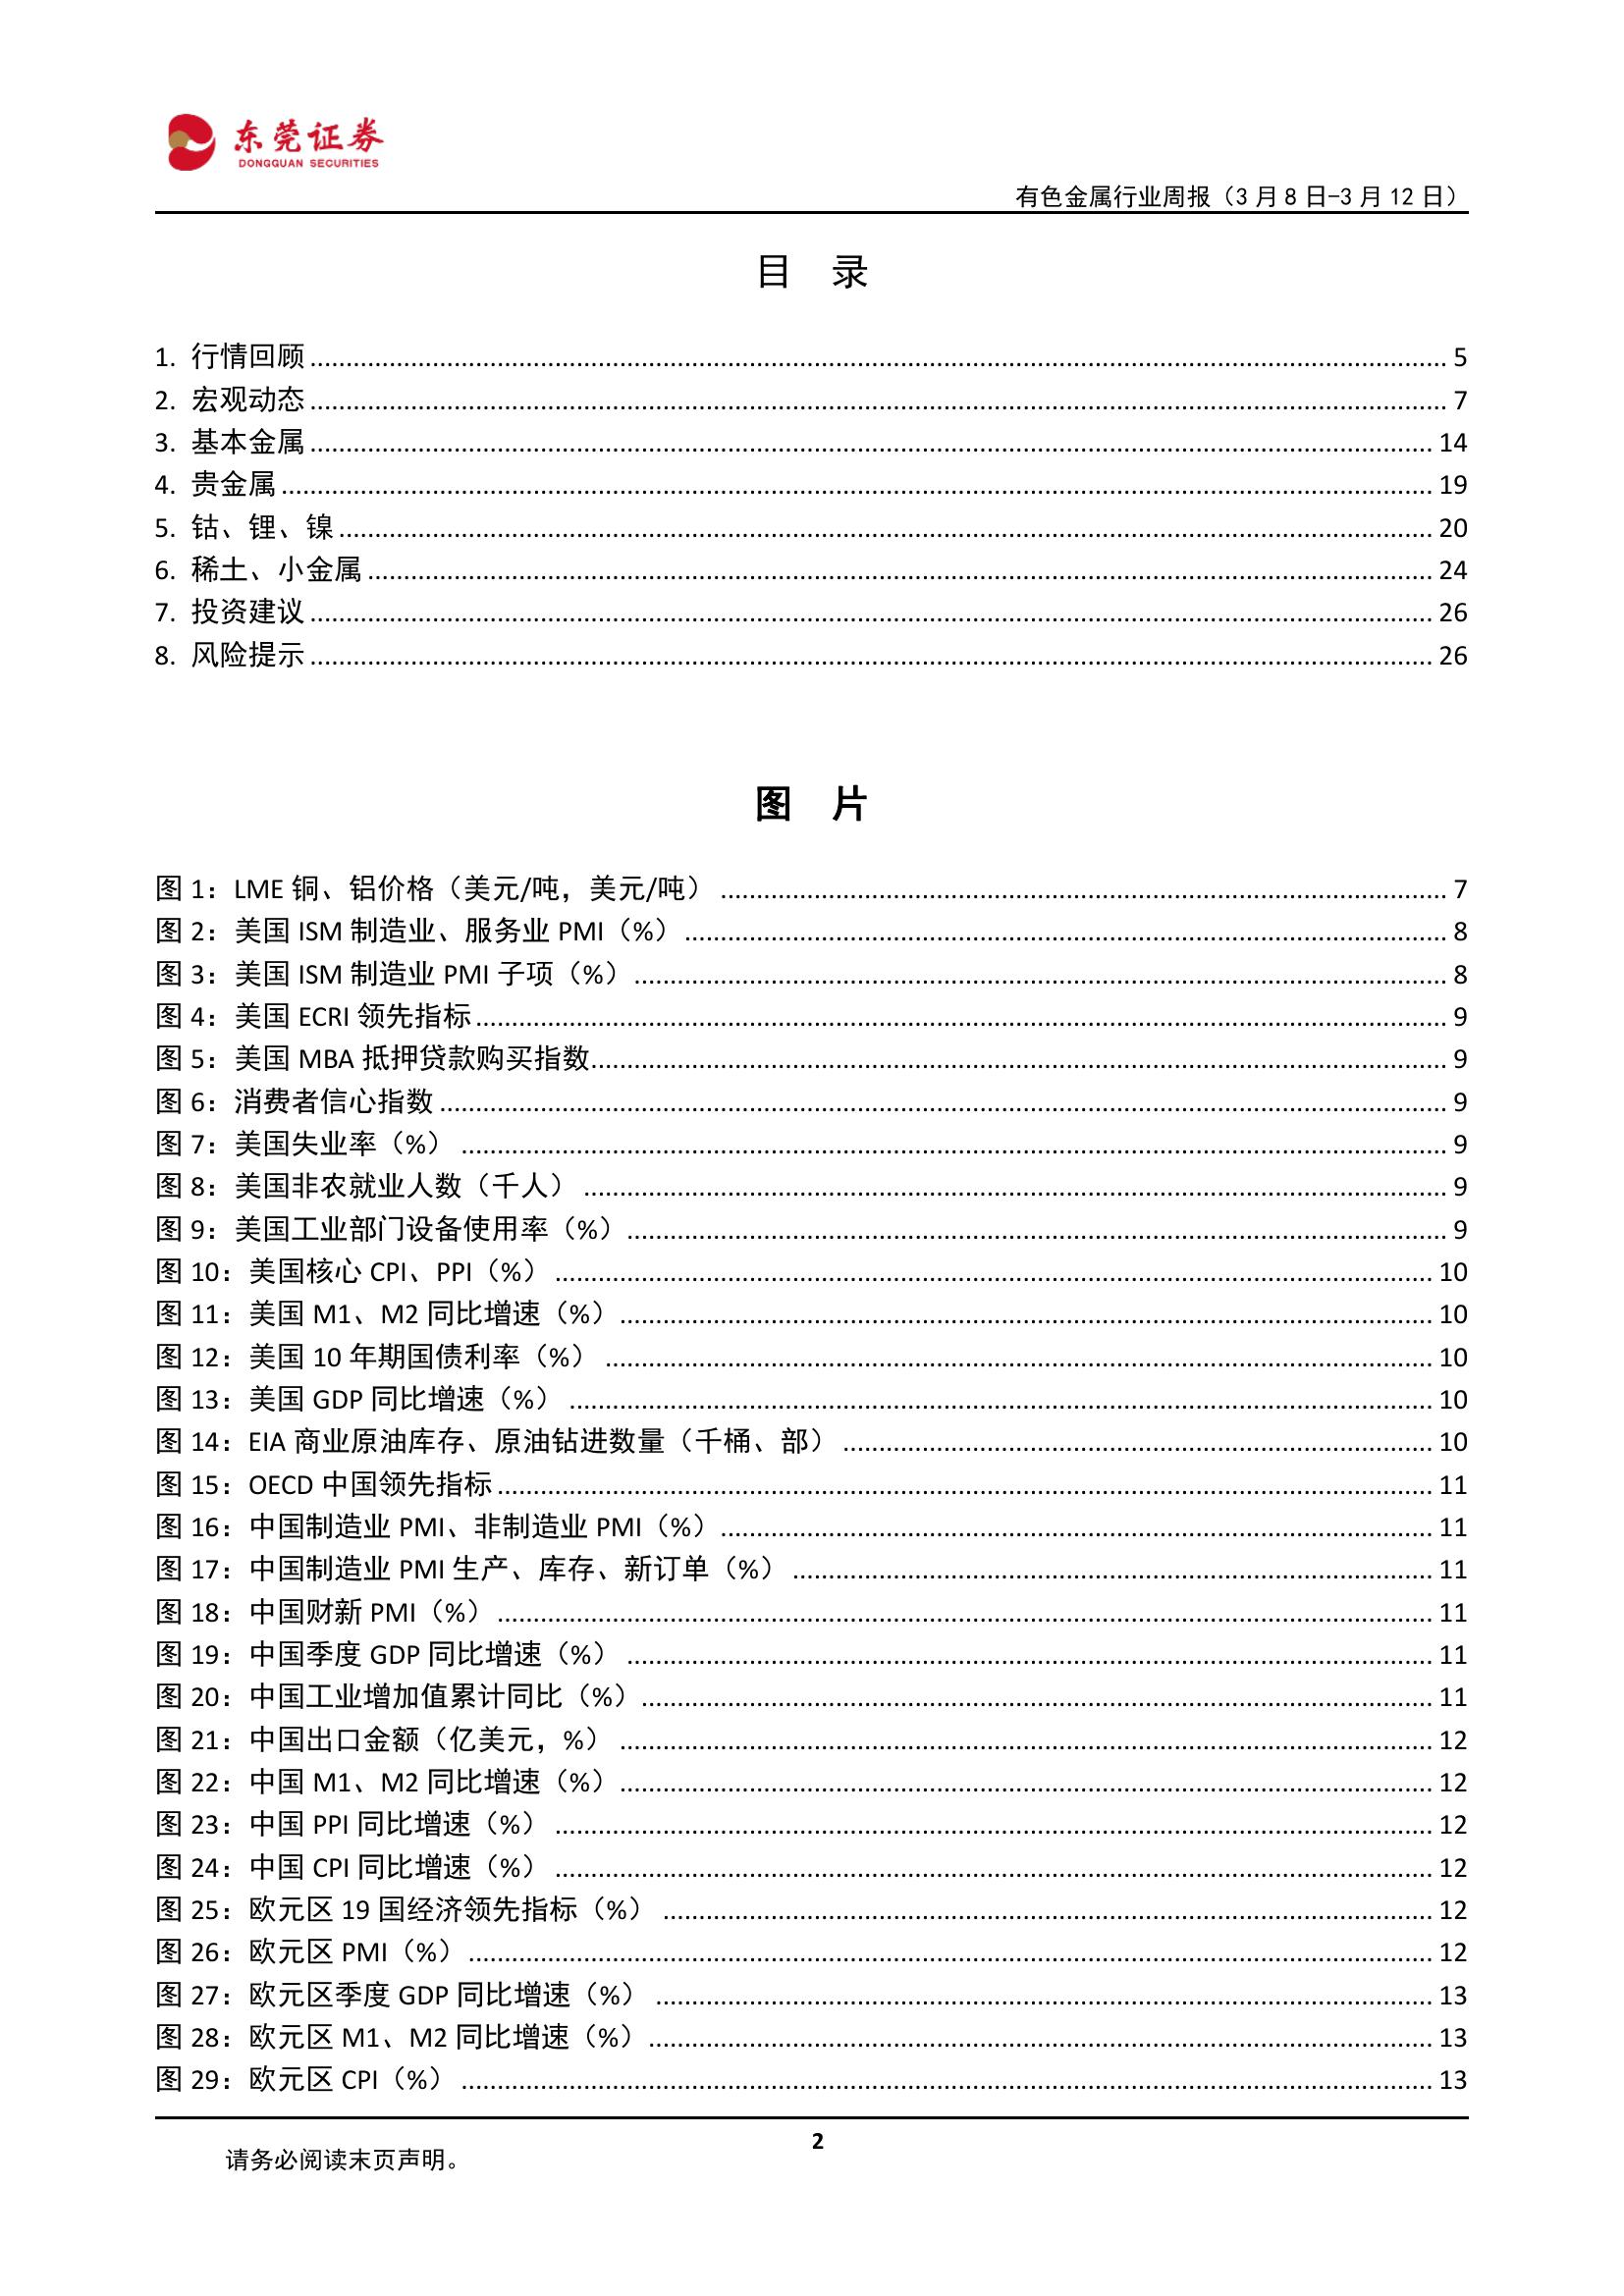 东莞证券
DONGGUAN SECURITIES
有色金属行业周报（3 月 8 日-3 月 12 日）
目 录
1. 行情回顾 5
2. 宏观动态 7
3. 基本金属 14
4. 贵金属 19
5. 钴、锂、镍 20
6. 稀土、小金属 24
7. 投资建议 26
8. 风险提示 26
图 片
图 1：LME 铜、铝价格（美元/吨，美元/吨） 7
图 2：美国 ISM 制造业、服务业 PMI（%） 8
图 3：美国 ISM 制造业 PMI 子项（%） 8
图 4：美国 ECRI 领先指标 9
图 5：美国 MBA 抵押贷款购买指数 9
图 6：消费者信心指数 9
图 7：美国失业率（%） 9
图 8：美国非农就业人数（千人） 9
图 9：美国工业部门设备使用率（%） 9
图 10：美国核心 CPI、PPI（%） 10
图 11：美国 M1、M2 同比增速（%） 10
图 12：美国 10 年期国债利率（%） 10
图 13：美国 GDP 同比增速（%） 10
图 14：EIA 商业原油库存、原油钻进数量（千桶、部） 10
图 15：OECD 中国领先指标 11
图 16：中国制造业 PMI、非制造业 PMI（%） 11
图 17：中国制造业 PMI 生产、库存、新订单（%） 11
图 18：中国财新 PMI（%） 11
图 19：中国季度 GDP 同比增速（%） 11
图 20：中国工业增加值累计同比（%） 11
图 21：中国出口金额（亿美元，%） 12
图 22：中国 M1、M2 同比增速（%） 12
图 23：中国 PPI 同比增速（%） 12
图 24：中国 CPI 同比增速（%） 12
图 25：欧元区 19 国经济领先指标（%） 12
图 26：欧元区 PMI（%） 12
图 27：欧元区季度 GDP 同比增速（%） 13
图 28：欧元区 M1、M2 同比增速（%） 13
图 29：欧元区 CPI（%） 13
2
请务必阅读末页声明。